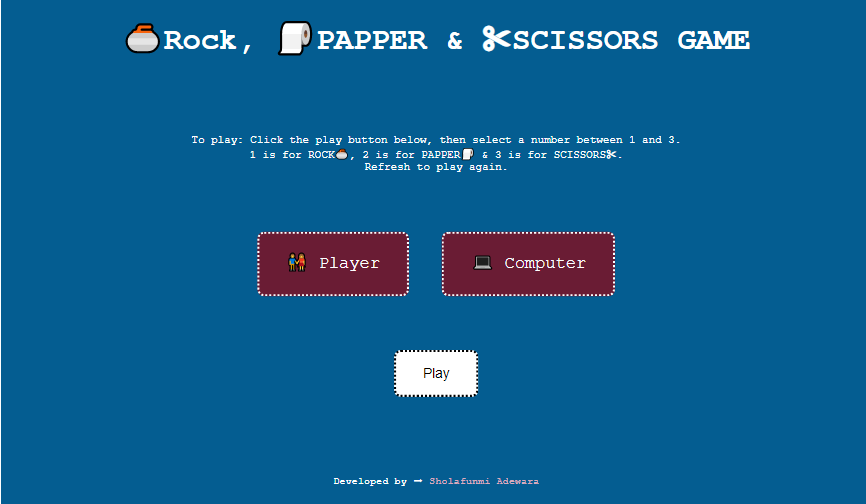 Rock, PAPPER & SCISSORS GAME
To play: Click the play button below, then select a number between 1 and 3.
1 is for ROCK, 2 is for PAPPER & 3 is for SCISSORS.
Refresh to play again.
Player
Computer
Play
Developed by → Sholafunmi Adewara